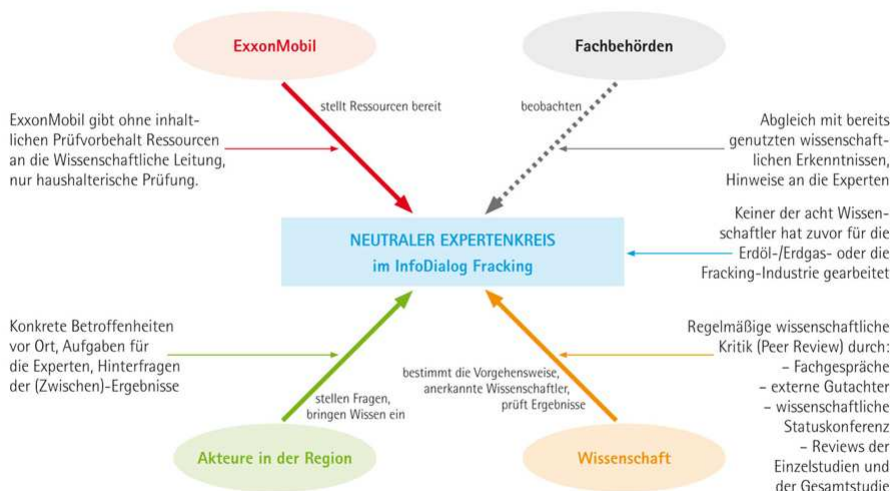 ExxonMobil
Fachbehörden
stellt Ressourcen bereit
beobachten
ExxonMobil gibt ohne inhalt-
lichen Prüfvorbehalt Ressourcen
an die Wissenschaftliche Leitung,
nur haushalterische Prüfung.
Abgleich mit bereits
genutzten wissenschaft-
lichen Erkenntnissen,
Hinweise an die Experten
NEUTRALER EXPERTENKREIS
im InfoDialog Fracking
Keiner der acht Wissen-
schaftler hat zuvor für die
Erdöl-/Erdgas- oder die
Fracking-Industrie gearbeitet
Konkrete Betroffenheiten
vor Ort, Aufgaben für
die Experten, Hinterfragen
der (Zwischen)-Ergebnisse
stellen Fragen,
bringen Wissen ein
bestimmt die Vorgehensweise,
anerkannte Wissenschaftler,
prüft Ergebnisse
Regelmäßige wissenschaftliche
Kritik (Peer Review) durch:
– Fachgespräche
– externe Gutachter
– wissenschaftliche
Statuskonferenz
– Reviews der
Einzelstudien und
der Gesamtstudie
Akteure in der Region
Wissenschaft